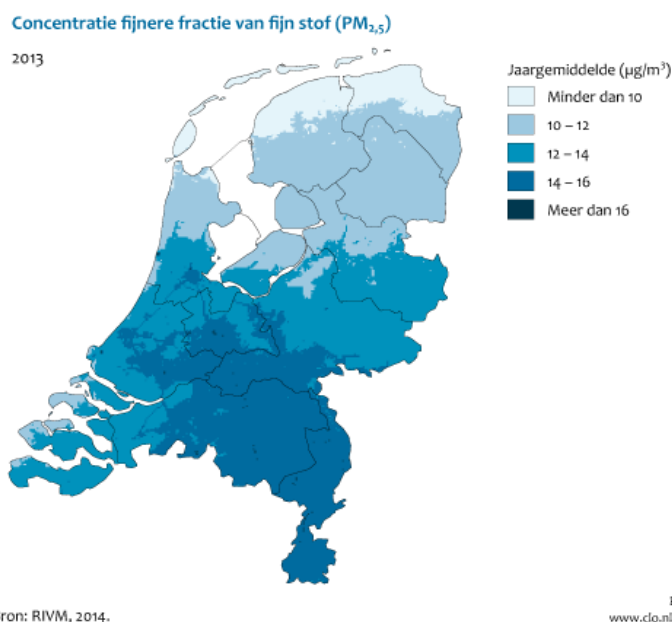 Concentratie fijnere fractie van fijn stof (PM2,5)
2013
Jaargemiddelde (µg/m³)
Minder dan 10
10 – 12
12 – 14
14 – 16
Meer dan 16
ron: RIVM, 2014.
www.clo.nl